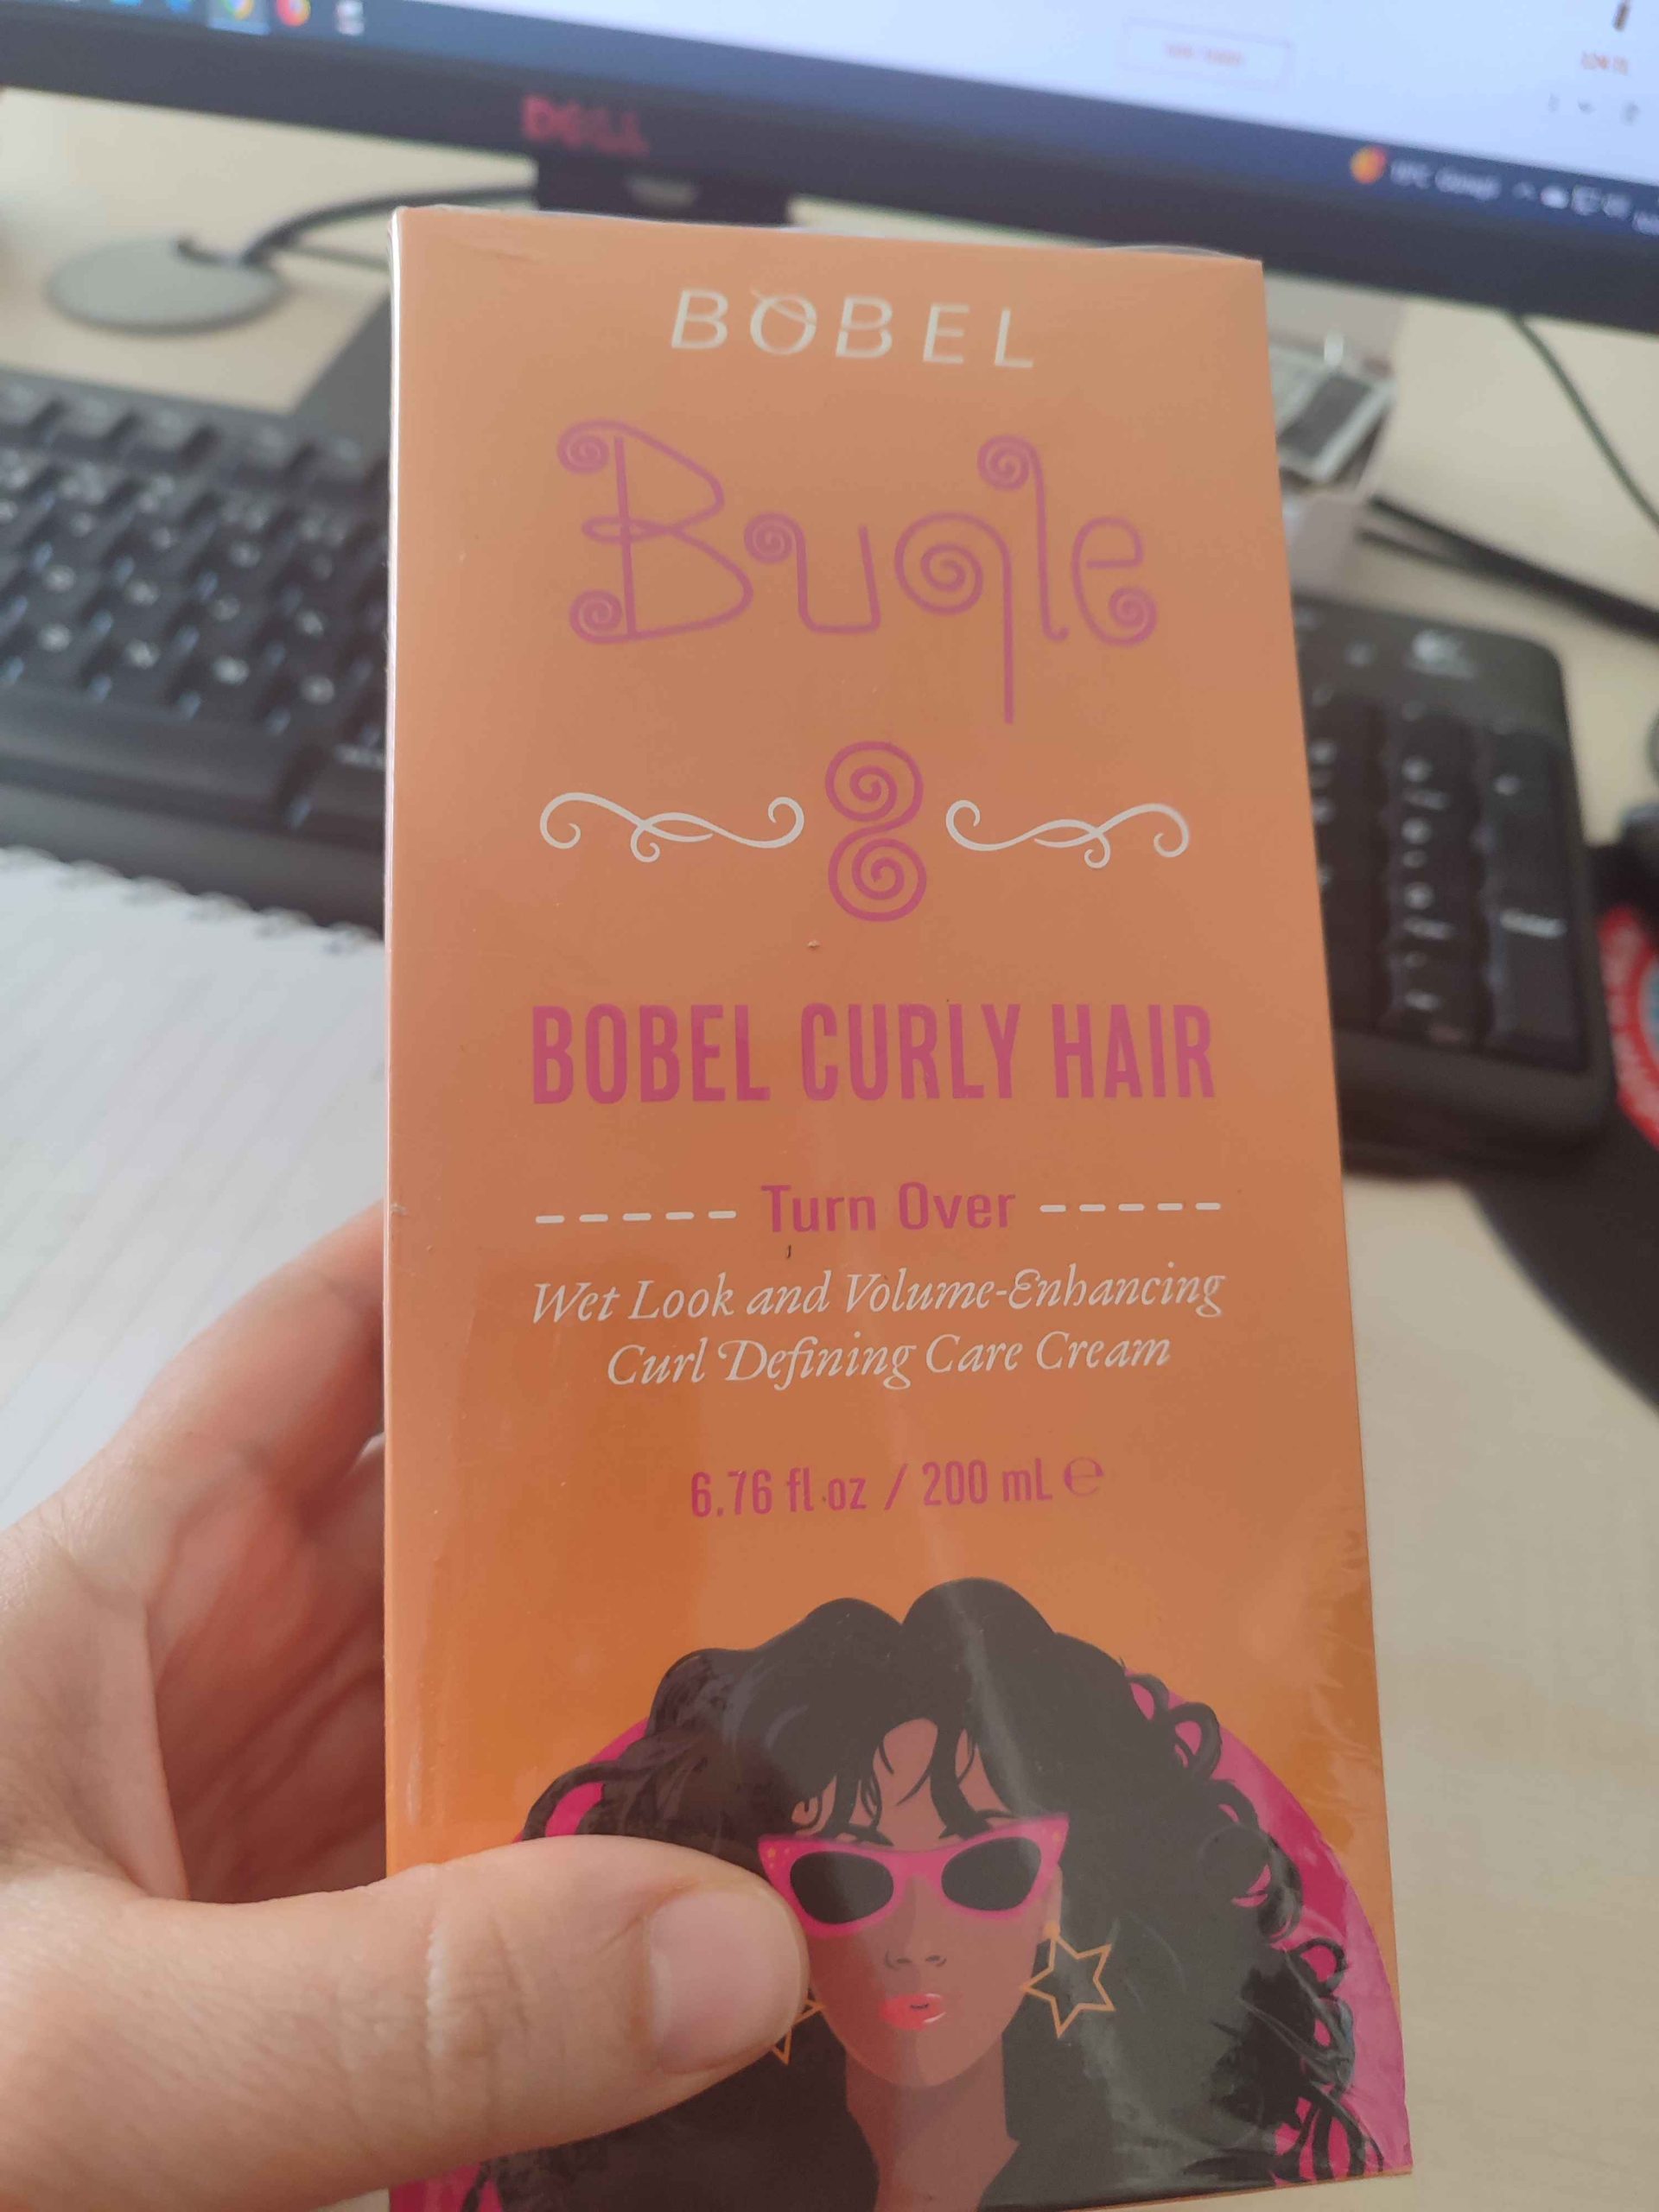 DELL
BOBEL
Buqle
BOBEL CURLY HAIR
Turn Over
Wet Look and Volume-Enhancing
Curl Defining Care Cream
6.76 fl oz / 200 mL ℮